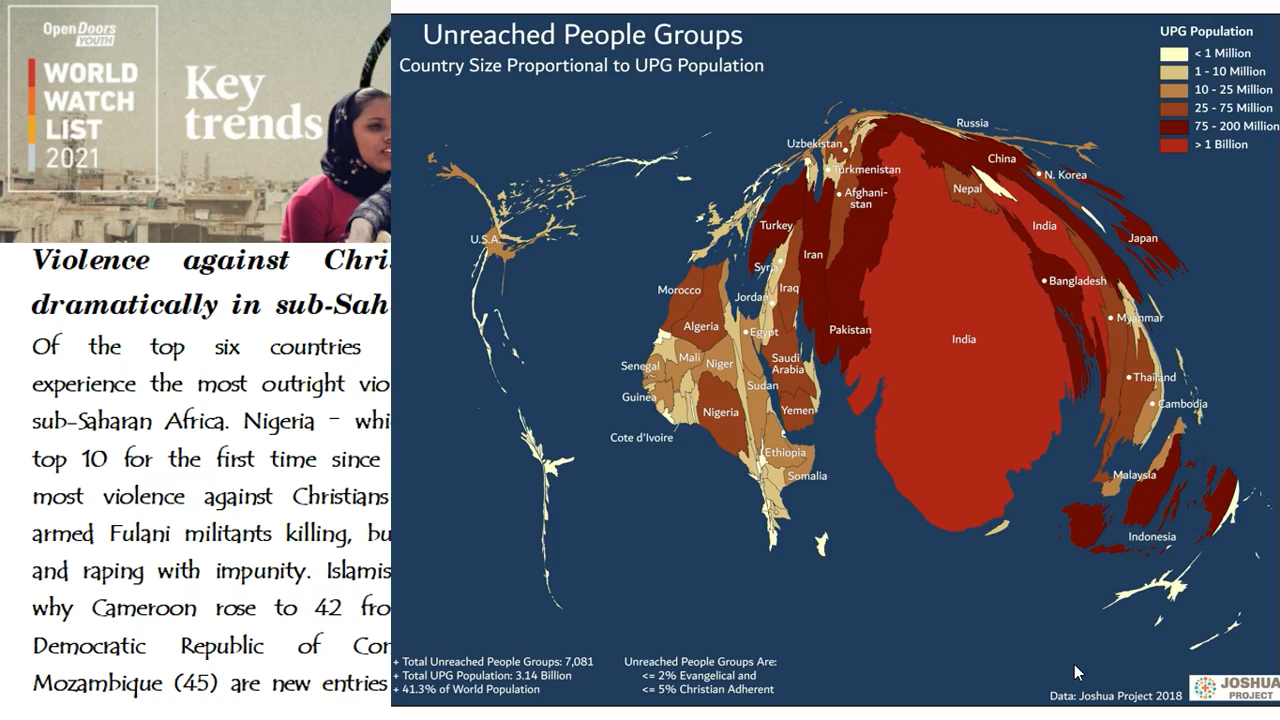 OpenDoors
YOUTH
WORLD
WATCH
LIST
2021
Key
trends
Violence against Chri
dramatically in sub-Sah
Of the top six countries
experience the most outright vio
sub-Saharan Africa. Nigeria – whi
top 10 for the first time since
most violence against Christians
armed Fulani militants killing, bu
and raping with impunity. Islamis
why Cameroon rose to 42 fro
Democratic Republic of Con
Mozambique (45) are new entries
Unreached People Groups
Country Size Proportional to UPG Population
UPG Population
< 1 Million
1 - 10 Million
10 - 25 Million
25 - 75 Million
75 - 200 Million
> 1 Billion
Russia
Uzbekistan
China
Turkmenistan
N. Korea
Nepal
Afghani-
stan
Turkey
India
U.S.A.
Japan
Iran
Syria
Bangladesh
Morocco
Iraq
Jordan
Myanmar
Algeria
Egypt
Pakistan
India
Mali
Niger
Saudi
Arabia
Senegal
Thailand
Sudan
Guinea
Cambodja
Nigeria
Yemen
Cote d'Ivoire
Ethiopia
Somalia
Malaysia
Indonesia
+ Total Unreached People Groups: 7,081
+ Total UPG Population: 3.14 Billion
+ 41.3% of World Population
Unreached People Groups Are:
<= 2% Evangelical and
<= 5% Christian Adherent
Data: Joshua Project 2018
JOSHUA
PROJECT